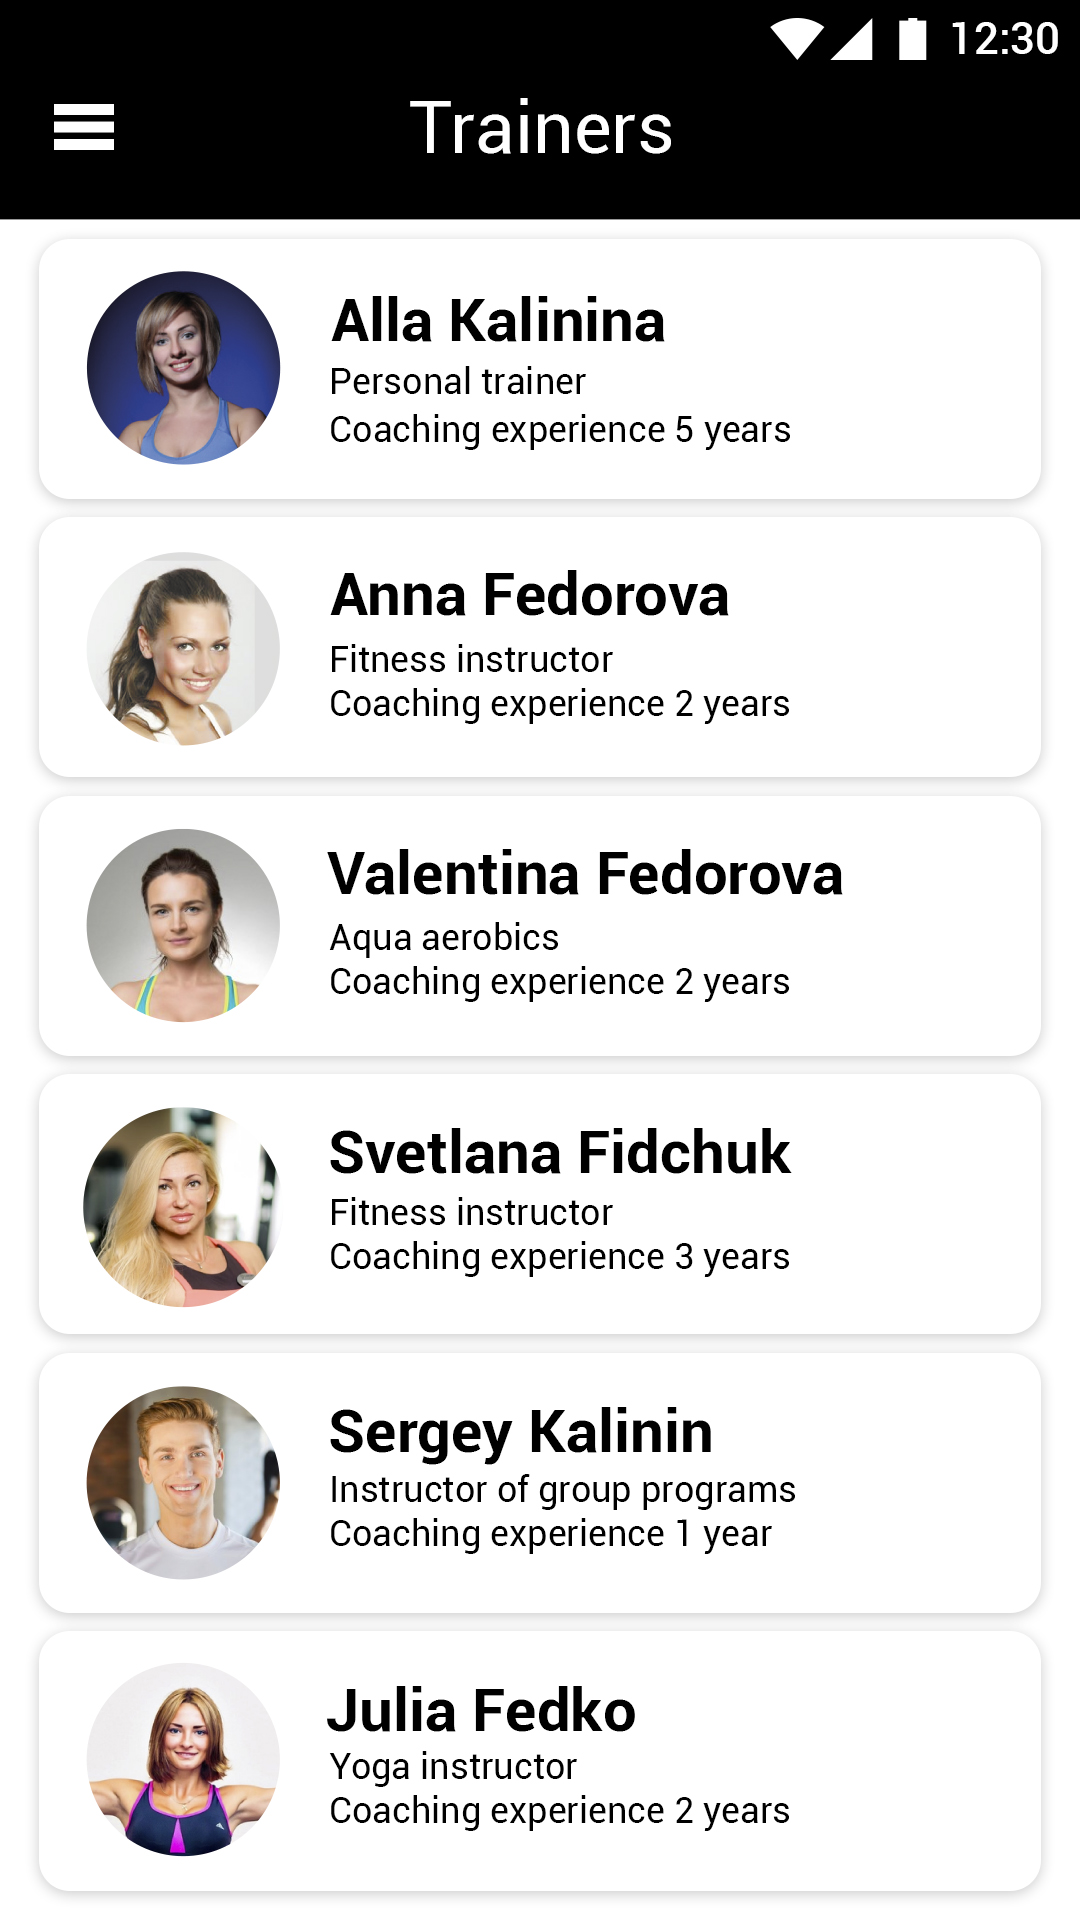 12:30
Trainers
Alla Kalinina
Personal trainer
Coaching experience 5 years
Anna Fedorova
Fitness instructor
Coaching experience 2 years
Valentina Fedorova
Aqua aerobics
Coaching experience 2 years
Svetlana Fidchuk
Fitness instructor
Coaching experience 3 years
Sergey Kalinin
Instructor of group programs
Coaching experience 1 year
Julia Fedko
Yoga instructor
Coaching experience 2 years